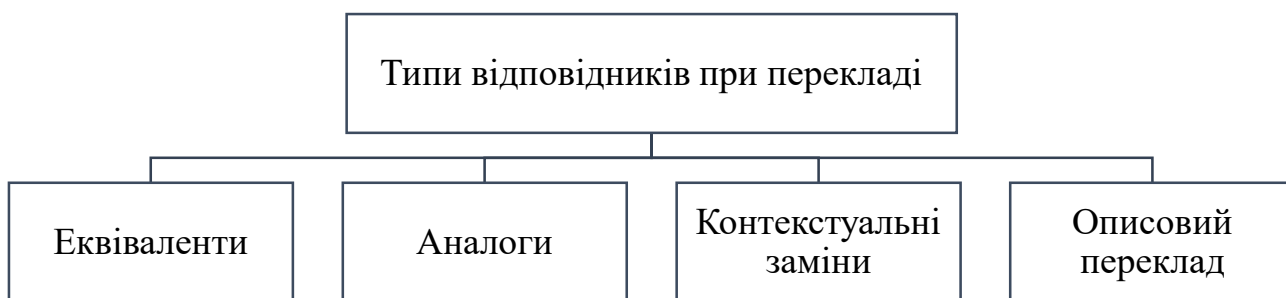 Типи відповідників при перекладі
Еквіваленти
Аналоги
Контекстуальні
заміни
Описовий
переклад